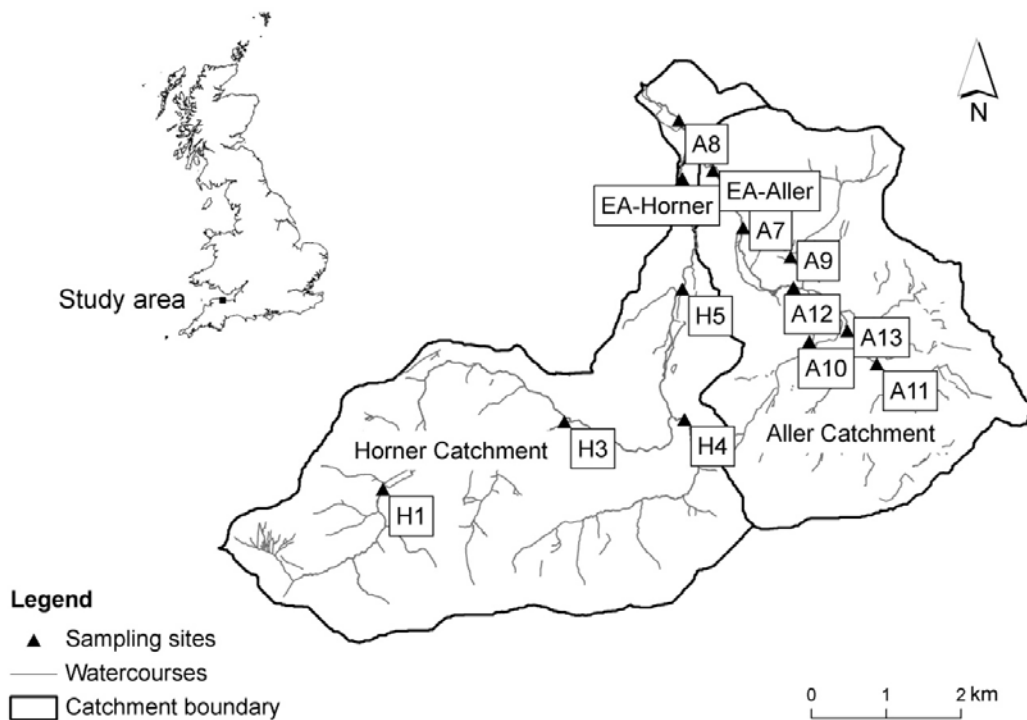 N
A8
EA-Aller
EA-Horner
A7
A9
Study area
H5
A12
A13
A10
A11
Aller Catchment
Horner Catchment
H3
H4
H1
Legend
Sampling sites
Watercourses
Catchment boundary
0 1 2 km